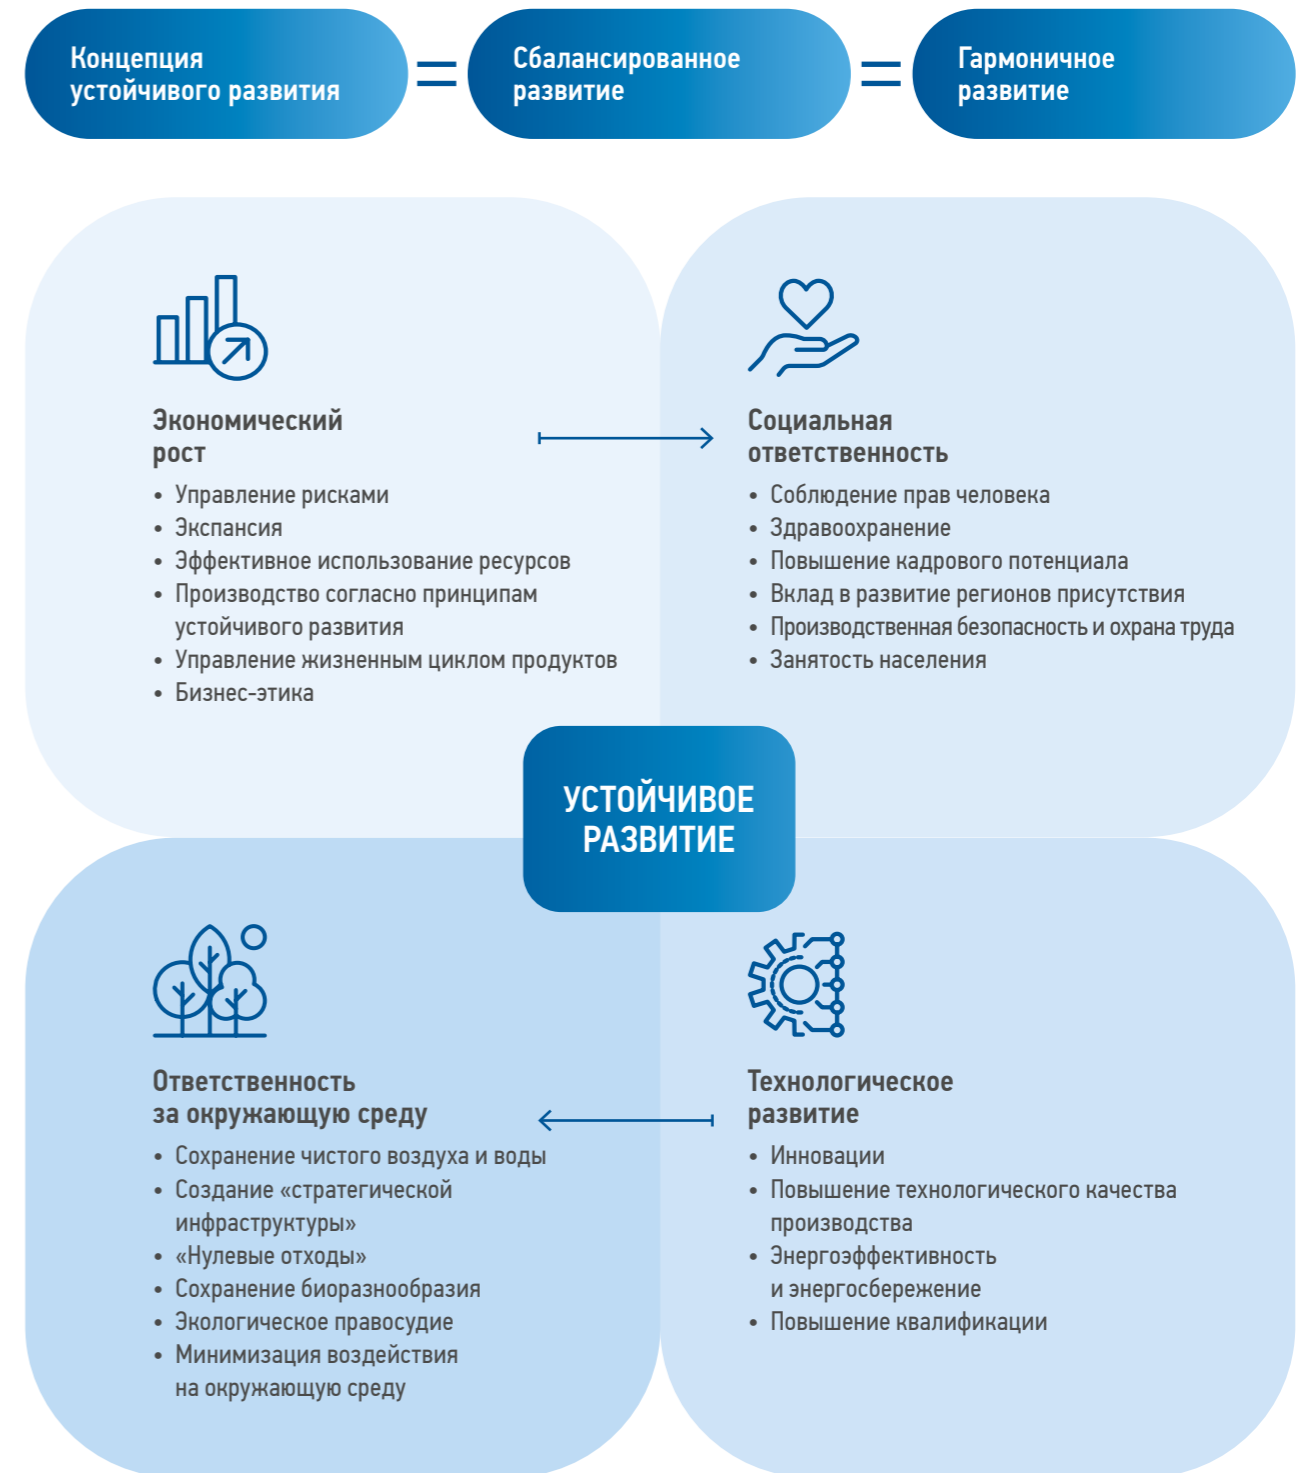 Концепция
устойчивого развития
=
Сбалансированное
развитие
=
Гармоничное
развитие
Экономический
рост
• Управление рисками
• Экспансия
• Эффективное использование ресурсов
• Производство согласно принципам
устойчивого развития
• Управление жизненным циклом продуктов
• Бизнес-этика
Социальная
ответственность
• Соблюдение прав человека
• Здравоохранение
• Повышение кадрового потенциала
• Вклад в развитие регионов присутствия
• Производственная безопасность и охрана труда
• Занятость населения
УСТОЙЧИВОЕ
РАЗВИТИЕ
Ответственность
за окружающую среду
• Сохранение чистого воздуха и воды
• Создание «стратегической
инфраструктуры»
• «Нулевые отходы»
• Сохранение биоразнообразия
• Экологическое правосудие
• Минимизация воздействия
на окружающую среду
Технологическое
развитие
• Инновации
• Повышение технологического качества
производства
• Энергоэффективность
и энергосбережение
• Повышение квалификации